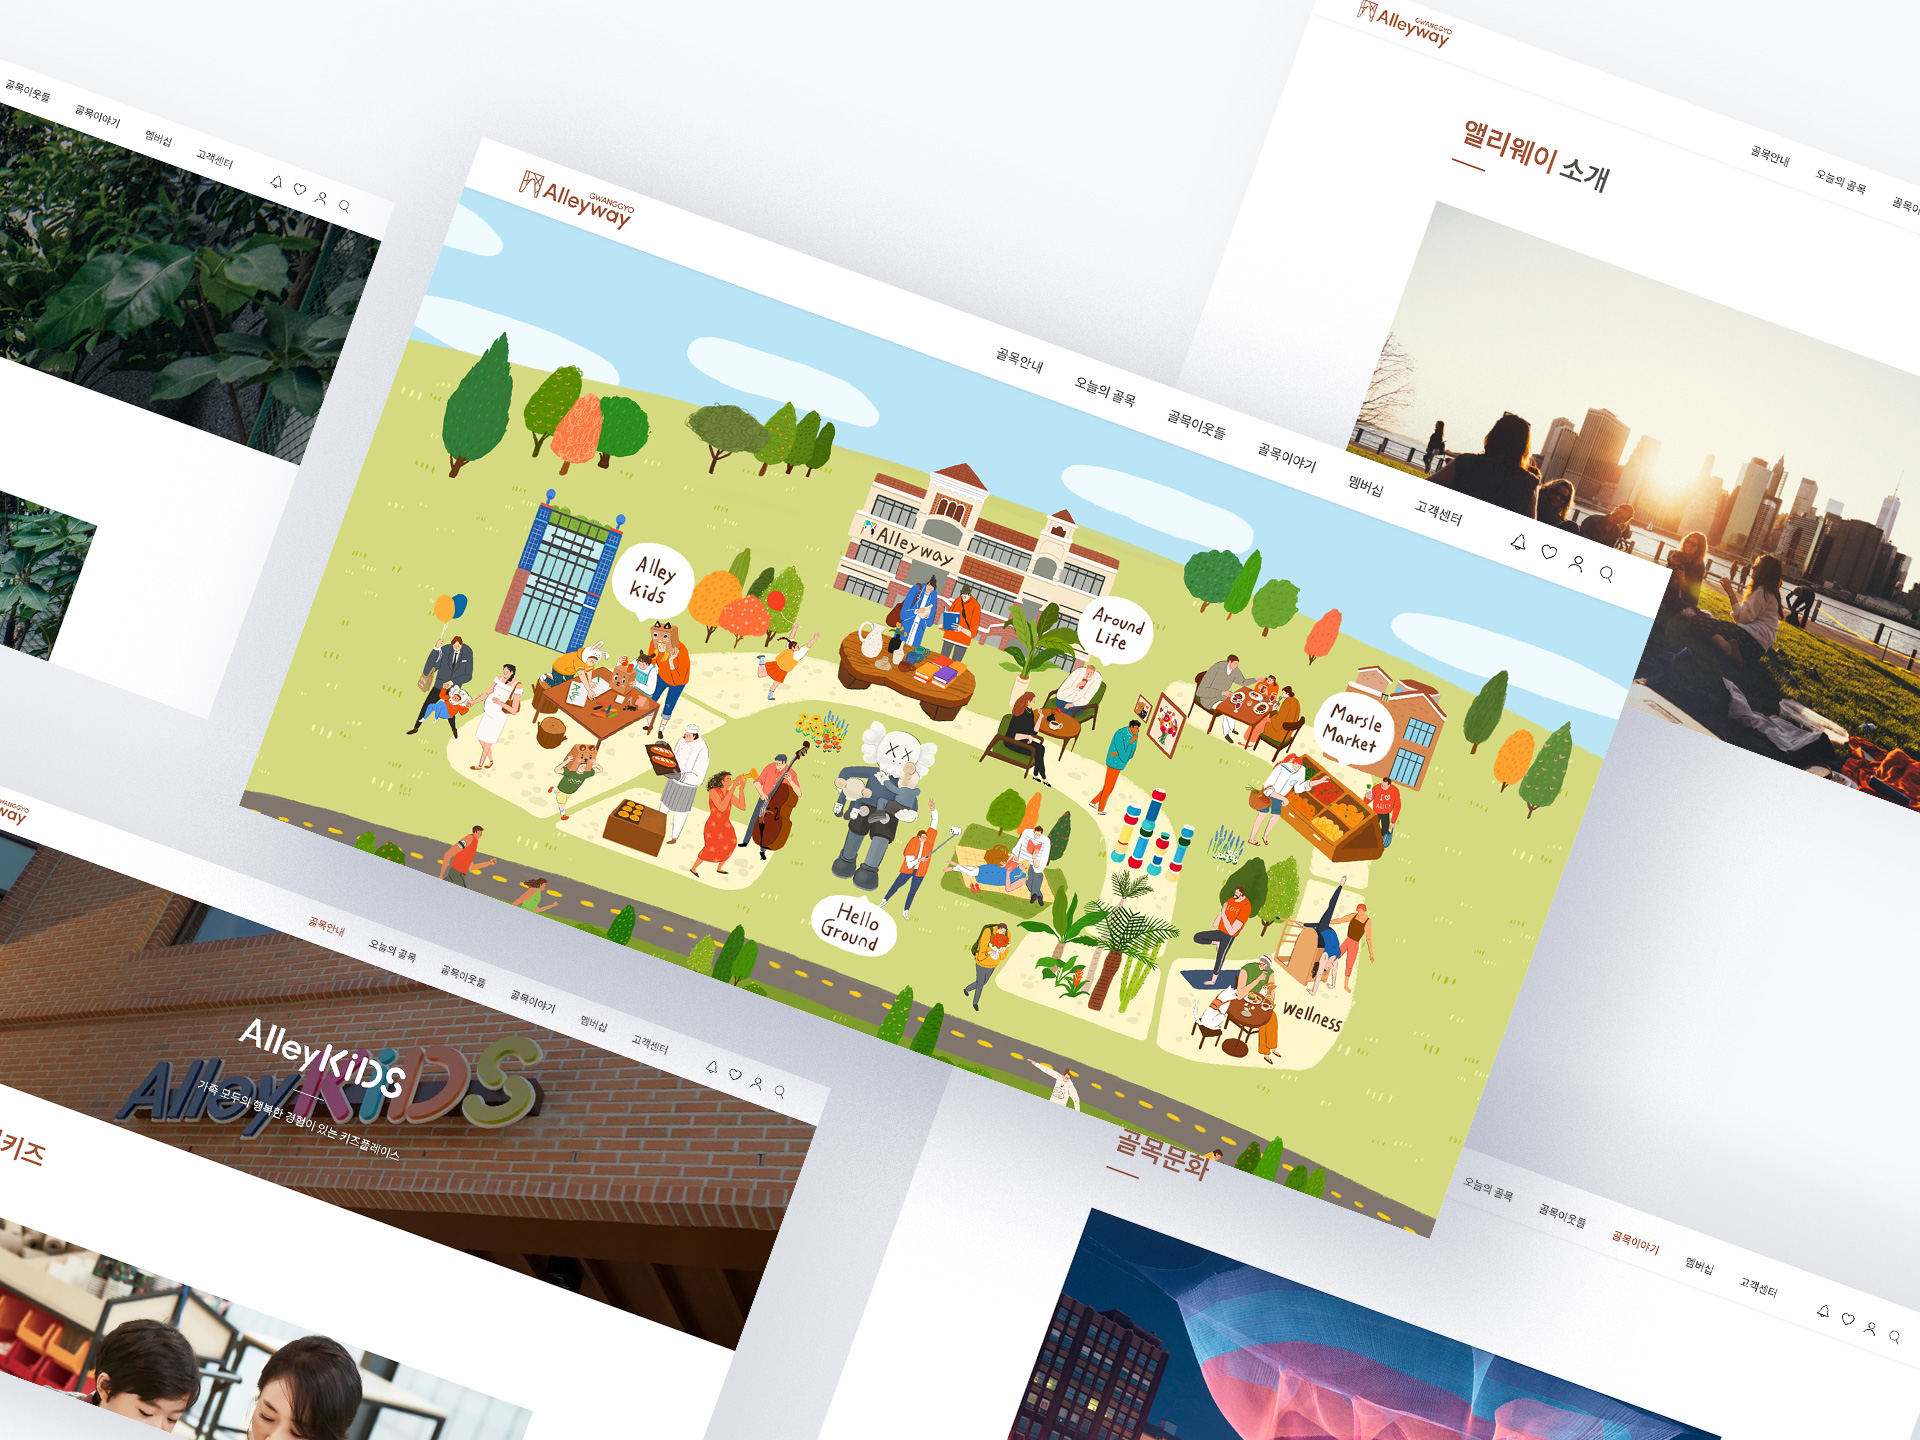 골목이웃들
골목이야기
멤버십
고객센터
GWANGGYO
Alleyway
앨리웨이 소개
골목안내
오늘의 골목
GWANGGYO
Alleyway
골목안내
오늘의 골목
골목이웃들
골목이야기
멤버십
고객센터
Alleyway
Alley
kids
Around
Life
Marsle
Market
Hello
Ground
Wellness
골목안내
오늘의 골목
골목이웃들
골목이야기
멤버십
고객센터
AlleyKiDS
AlleyKiDS
가족 모두의 행복한 경험이 있는 키즈플레이스
키즈
골목문화
오늘의 골목
골목이웃들
골목이야기
멤버십
고객센터